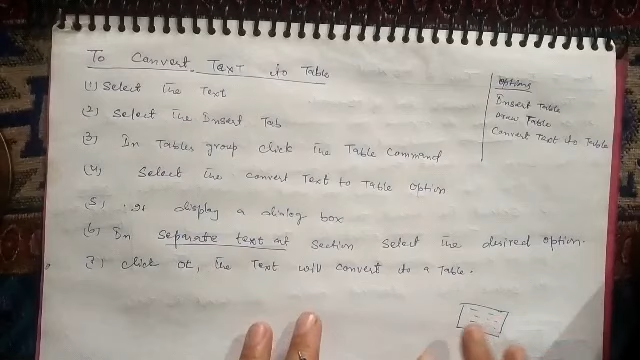 To Convert Text to Table
(1) Select the Text
(2) Select the Insert Tab
(3) In Tables group click the Table Command
(4) Select the convert Text to Table option
(5) It display a dialog box
(6) In separate text at section select the desired option.
(7) click ok, the Text will convert to a Table.
options
Insert Table
Draw Table
Convert Text to Table